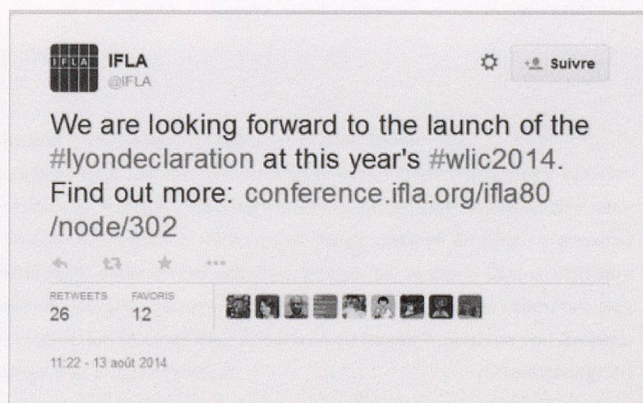 IFLA
IFLA
@IFLA
Suivre
We are looking forward to the launch of the
#lyondeclaration at this year's #wlic2014.
Find out more: conference.ifla.org/ifla80
/node/302
RETWEETS FAVORIS
26 12
11:22 - 13 août 2014